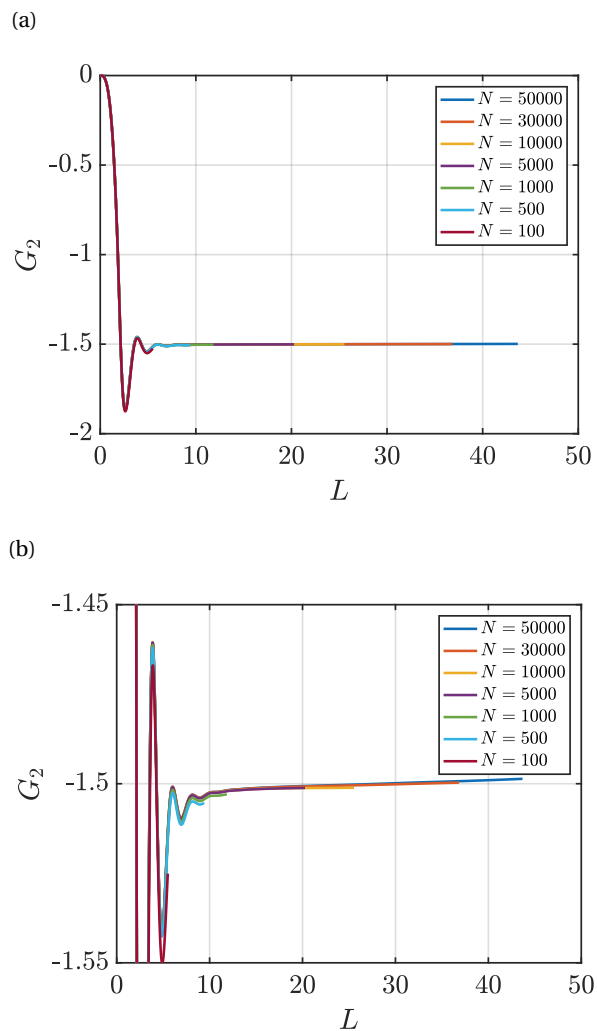 (a)
0
-0.5
-1
-1.5
-2
G₂
0 10 20 30 40 50
L
N = 50000
N = 30000
N = 10000
N = 5000
N = 1000
N = 500
N = 100
(b)
-1.45
-1.5
-1.55
G₂
0 10 20 30 40 50
L
N = 50000
N = 30000
N = 10000
N = 5000
N = 1000
N = 500
N = 100